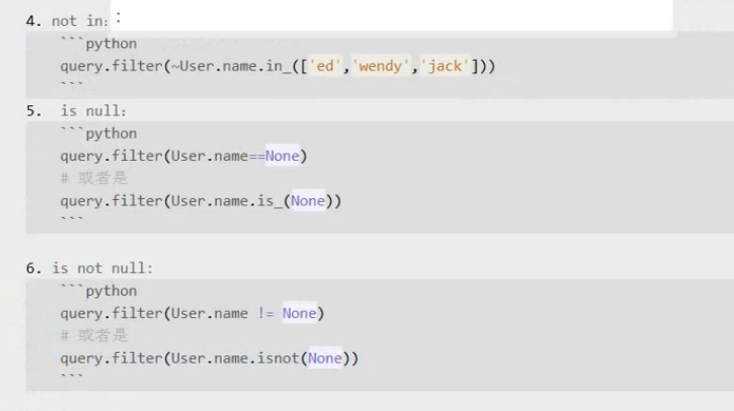 4. not in: :
```python
query.filter(~User.name.in_(['ed','wendy','jack']))
```
5. is null:
```python
query.filter(User.name==None)
# 或者是
query.filter(User.name.is_(None))
```
6. is not null:
```python
query.filter(User.name != None)
# 或者是
query.filter(User.name.isnot(None))
```